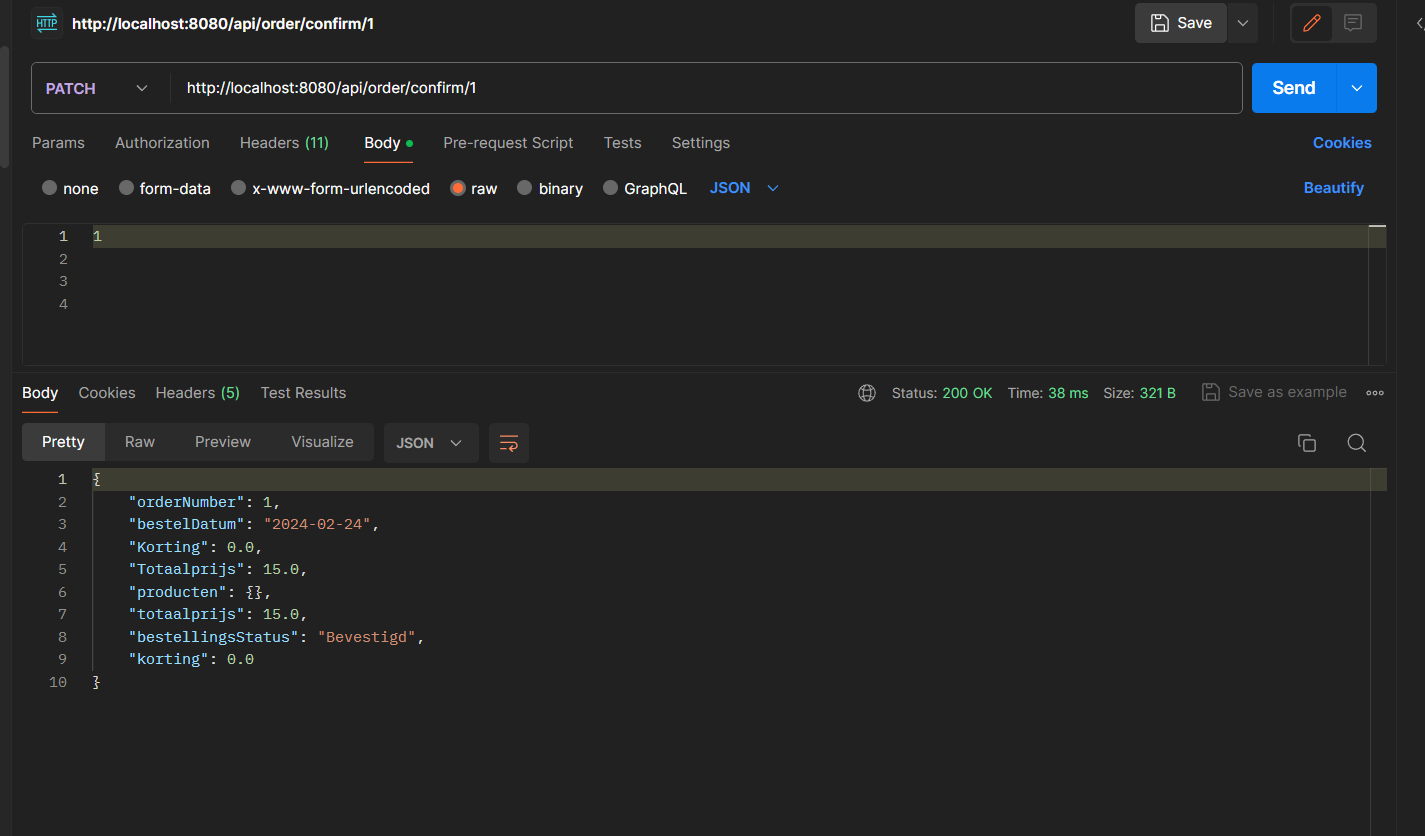 HTTP http://localhost:8080/api/order/confirm/1 Save
PATCH http://localhost:8080/api/order/confirm/1 Send
Params Authorization Headers (11) Body Pre-request Script Tests Settings Cookies
none form-data x-www-form-urlencoded raw binary GraphQL JSON Beautify
1 1
2
3
4
Body Cookies Headers (5) Test Results Status: 200 OK Time: 38 ms Size: 321 B Save as example
Pretty Raw Preview Visualize JSON
1 {
2 "orderNumber": 1,
3 "bestelDatum": "2024-02-24",
4 "Korting": 0.0,
5 "Totaalprijs": 15.0,
6 "producten": {},
7 "totaalprijs": 15.0,
8 "bestellingsStatus": "Bevestigd",
9 "korting": 0.0
10 }